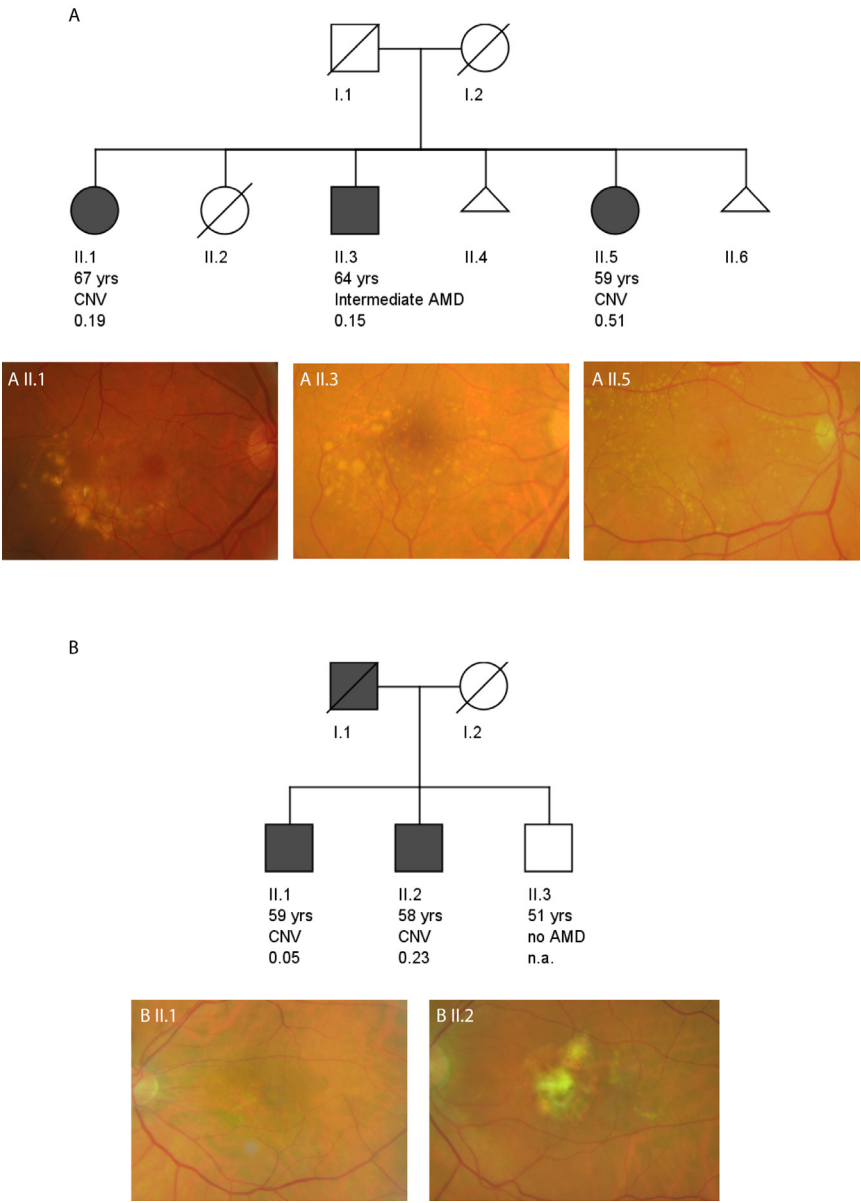 A
I.1
I.2
II.1
67 yrs
CNV
0.19
II.2
II.3
64 yrs
Intermediate AMD
0.15
II.4
II.5
59 yrs
CNV
0.51
II.6
A II.1
A II.3
A II.5
B
I.1
I.2
II.1
59 yrs
CNV
0.05
II.2
58 yrs
CNV
0.23
II.3
51 yrs
no AMD
n.a.
B II.1
B II.2